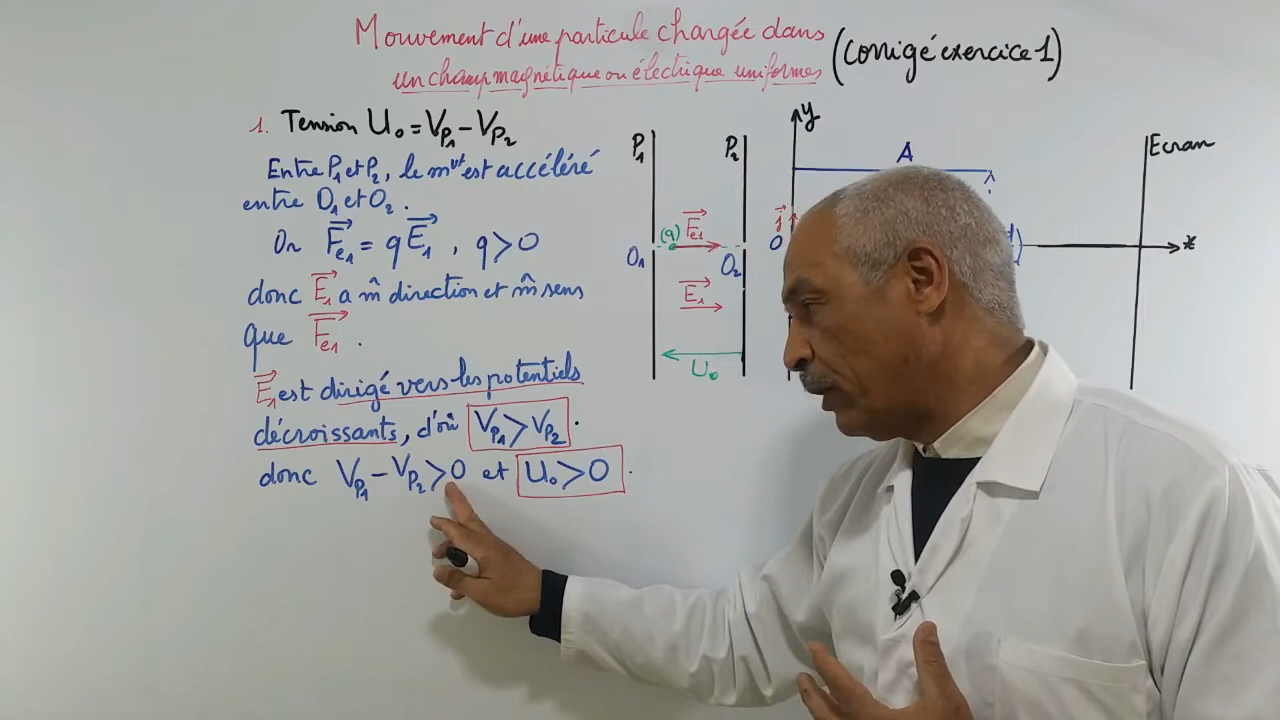 Mouvement d'une particule chargée dans
un champ magnétique ou électrique uniformes
(Corrigé exercice 1)
1. Tension U₀ = V_P₁ - V_P₂
Entre P₁ et P₂, le mᵛᵗ est accéléré
entre O₁ et O₂.
On F⃗e₁ = q E⃗₁ , q > 0
donc E⃗₁ a m̂ direction et m̂ sens
que F⃗e₁ .
E⃗₁ est dirigé vers les potentiels
décroissants, d'où V_P₁ > V_P₂ .
donc V_P₁ - V_P₂ > 0 et U₀ > 0 .
P₁
P₂
y
A
Ecran
(q)
F⃗e₁
j⃗
O₁
O₂
O
x
E⃗₁
U₀